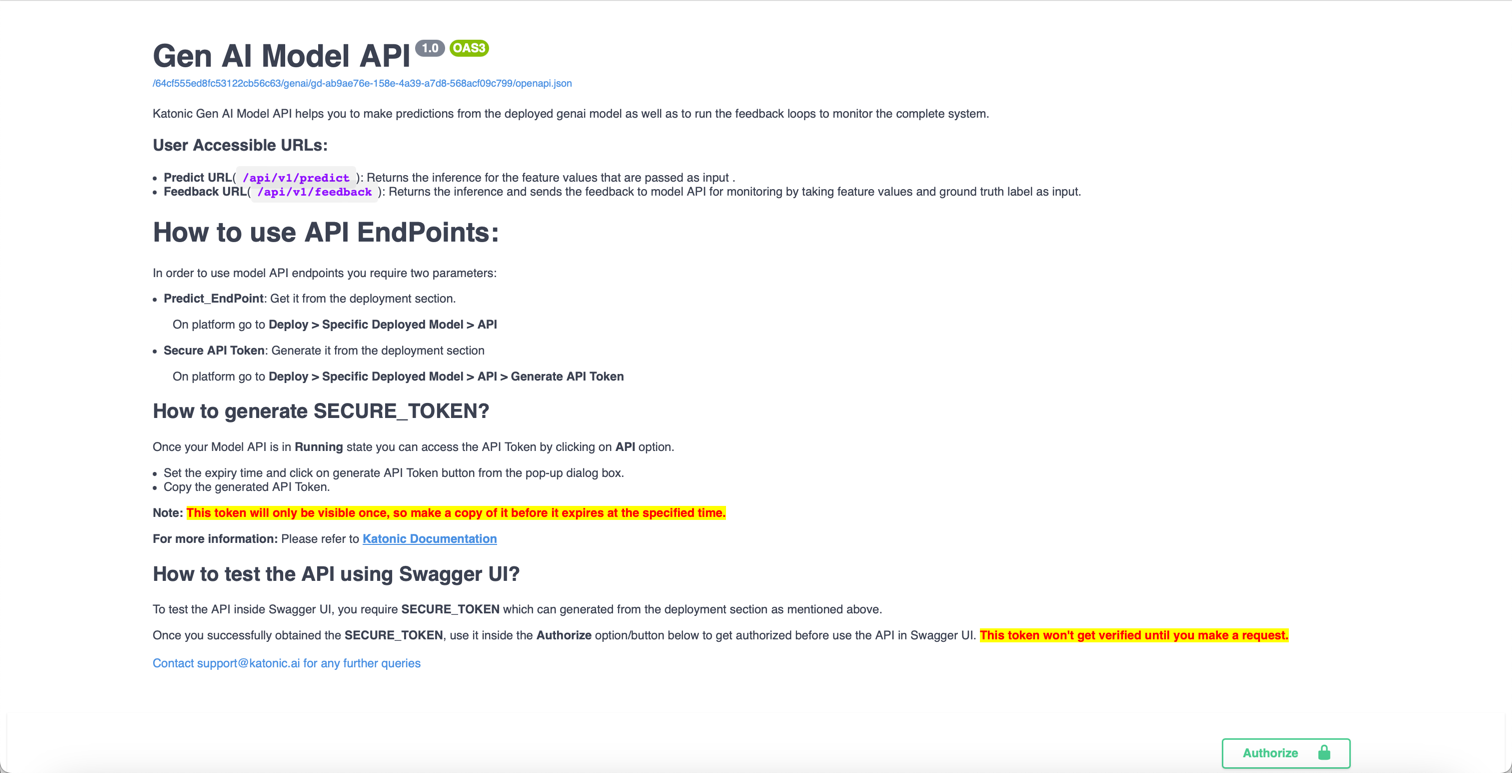 Gen AI Model API 1.0 OAS3
/64cf555ed8fc53122cb56c63/genai/gd-ab9ae76e-158e-4a39-a7d8-568acf09c799/openapi.json
Katonic Gen AI Model API helps you to make predictions from the deployed genai model as well as to run the feedback loops to monitor the complete system.
User Accessible URLs:
• Predict URL( /api/v1/predict ): Returns the inference for the feature values that are passed as input .
• Feedback URL( /api/v1/feedback ): Returns the inference and sends the feedback to model API for monitoring by taking feature values and ground truth label as input.
How to use API EndPoints:
In order to use model API endpoints you require two parameters:
• Predict_EndPoint: Get it from the deployment section.
On platform go to Deploy > Specific Deployed Model > API
• Secure API Token: Generate it from the deployment section
On platform go to Deploy > Specific Deployed Model > API > Generate API Token
How to generate SECURE_TOKEN?
Once your Model API is in Running state you can access the API Token by clicking on API option.
• Set the expiry time and click on generate API Token button from the pop-up dialog box.
• Copy the generated API Token.
Note: This token will only be visible once, so make a copy of it before it expires at the specified time.
For more information: Please refer to Katonic Documentation
How to test the API using Swagger UI?
To test the API inside Swagger UI, you require SECURE_TOKEN which can generated from the deployment section as mentioned above.
Once you successfully obtained the SECURE_TOKEN, use it inside the Authorize option/button below to get authorized before use the API in Swagger UI. This token won't get verified until you make a request.
Contact support@katonic.ai for any further queries
Authorize